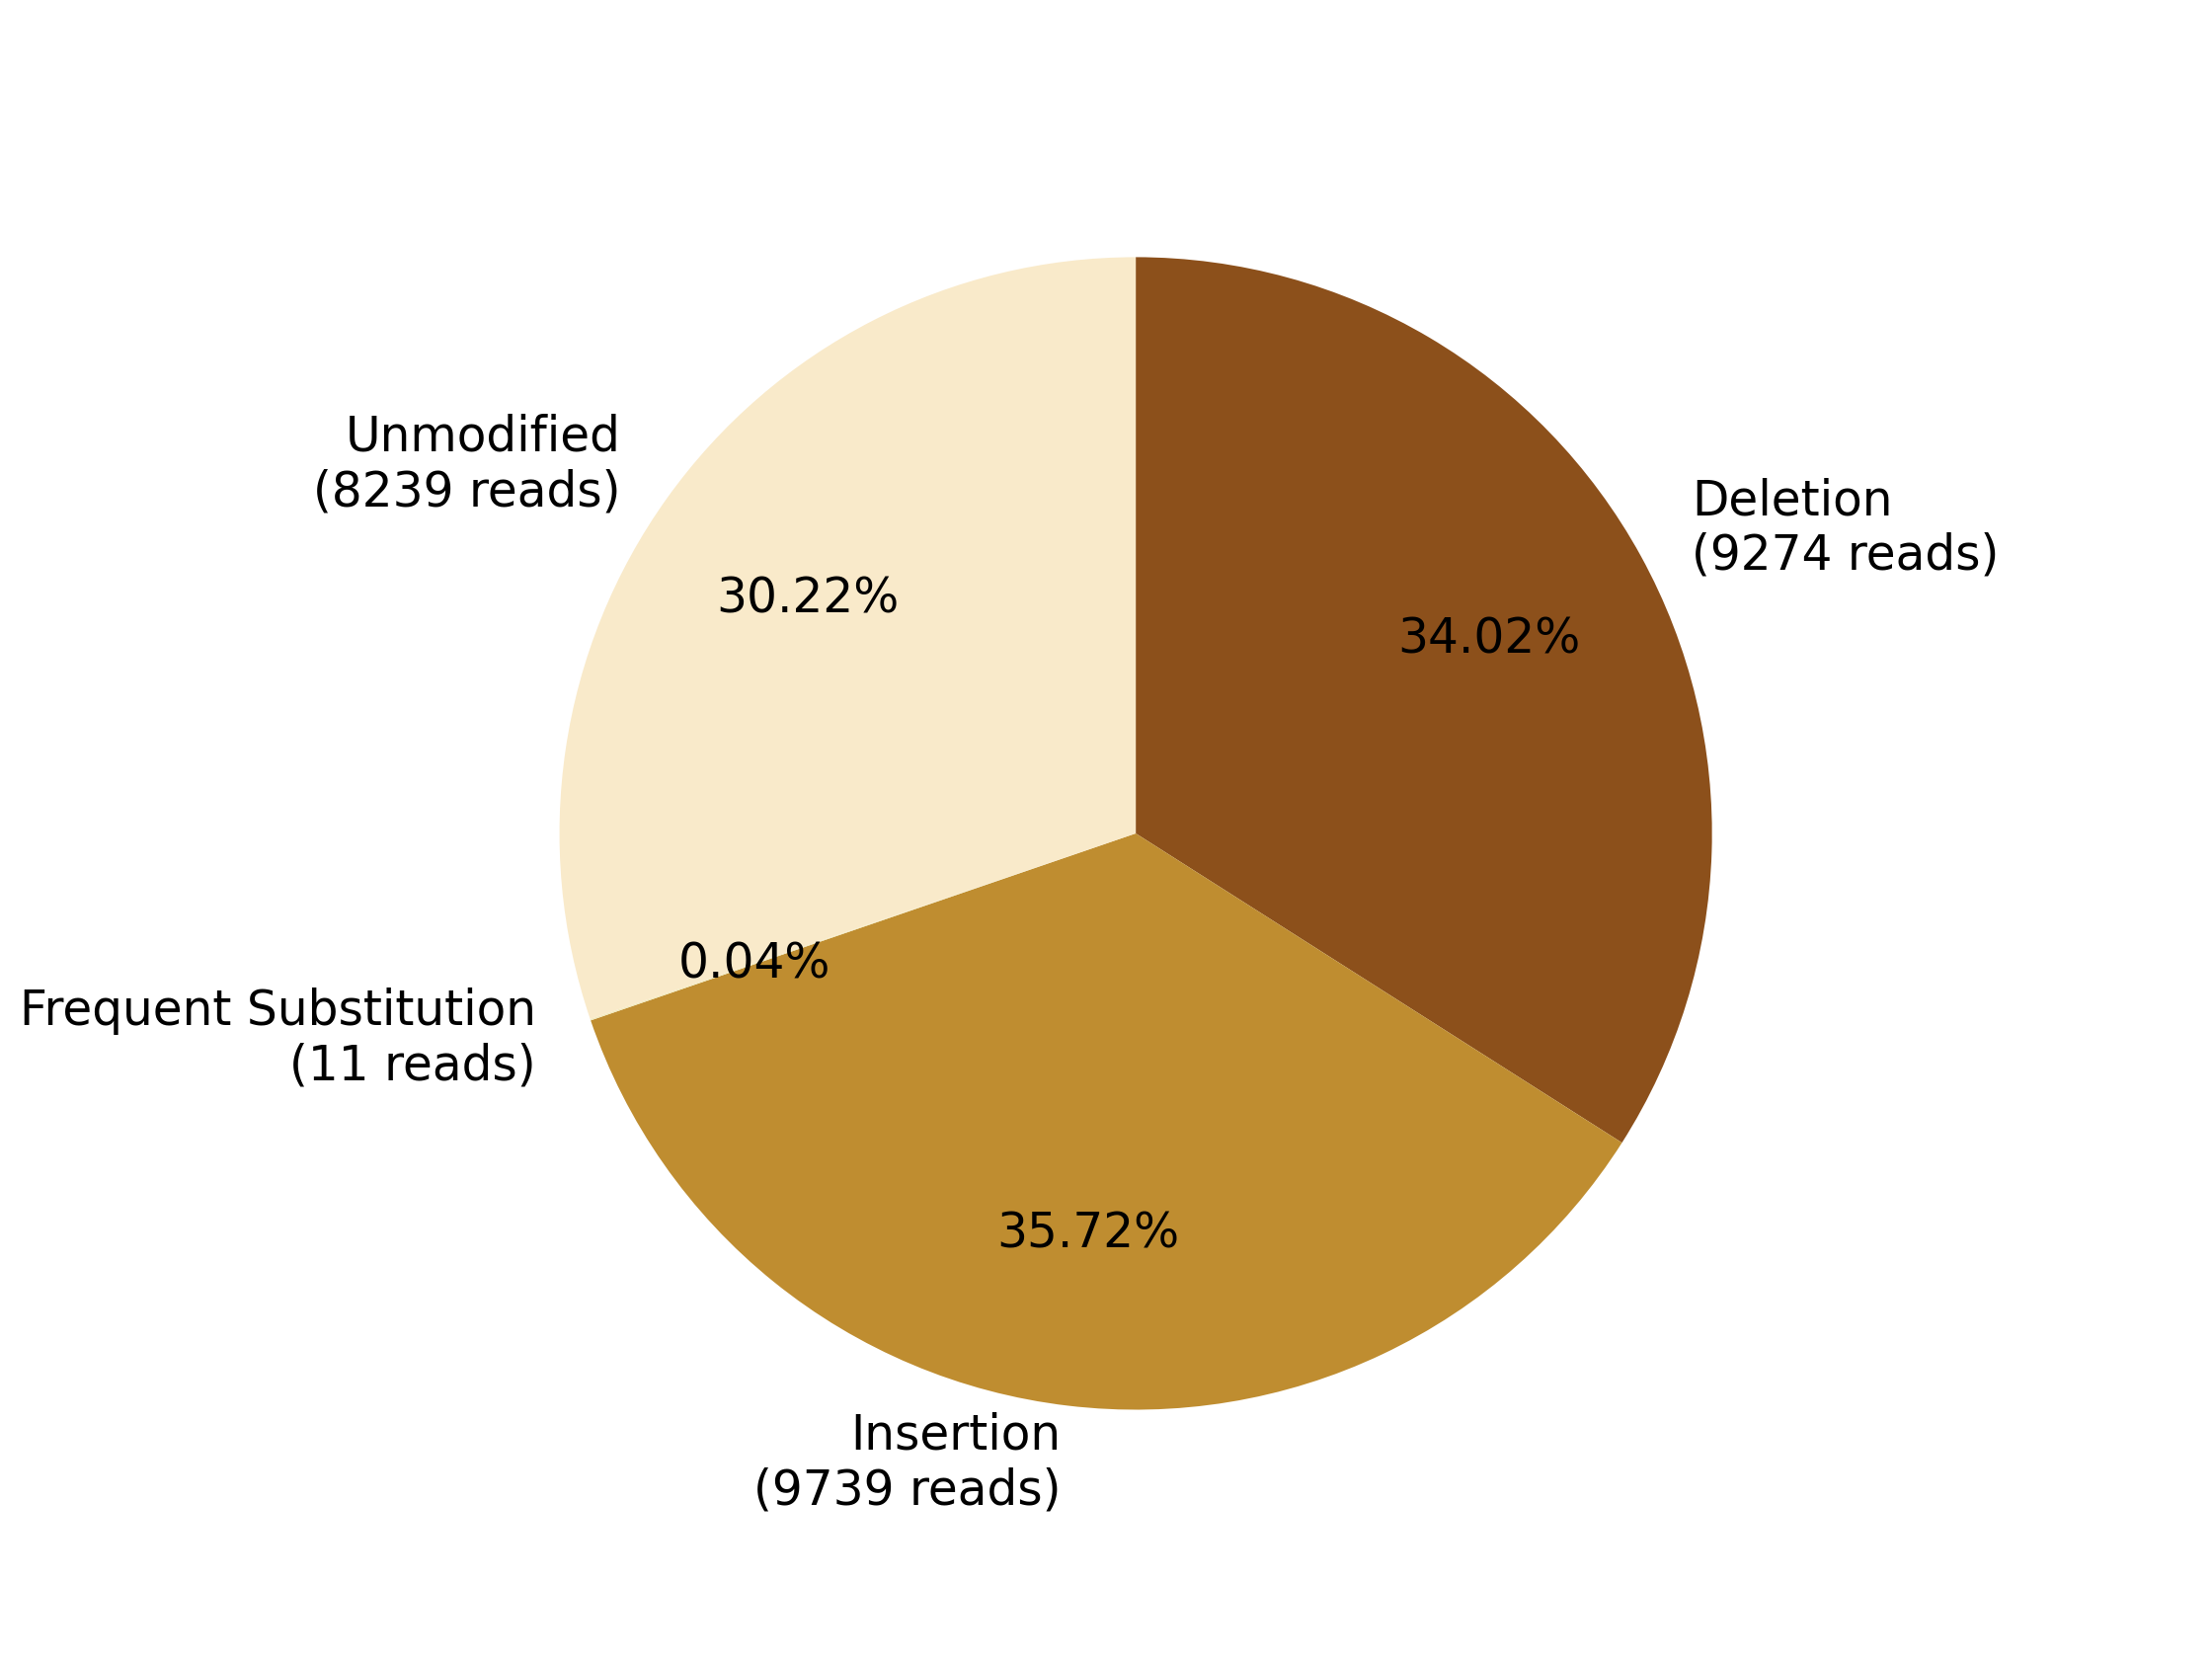 Unmodified
(8239 reads)
30.22%
Deletion
(9274 reads)
34.02%
0.04%
Frequent Substitution
(11 reads)
35.72%
Insertion
(9739 reads)